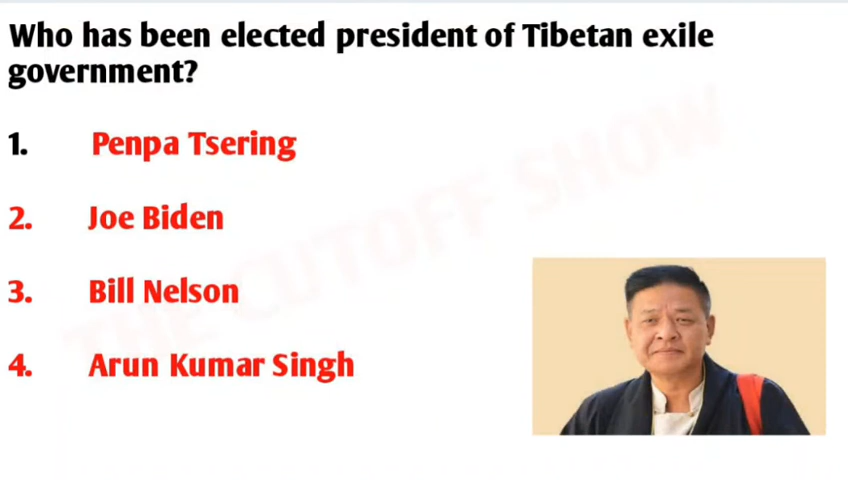 Who has been elected president of Tibetan exile
government?
1. Penpa Tsering
2. Joe Biden
3. Bill Nelson
4. Arun Kumar Singh
THE CUTOFF SHOW